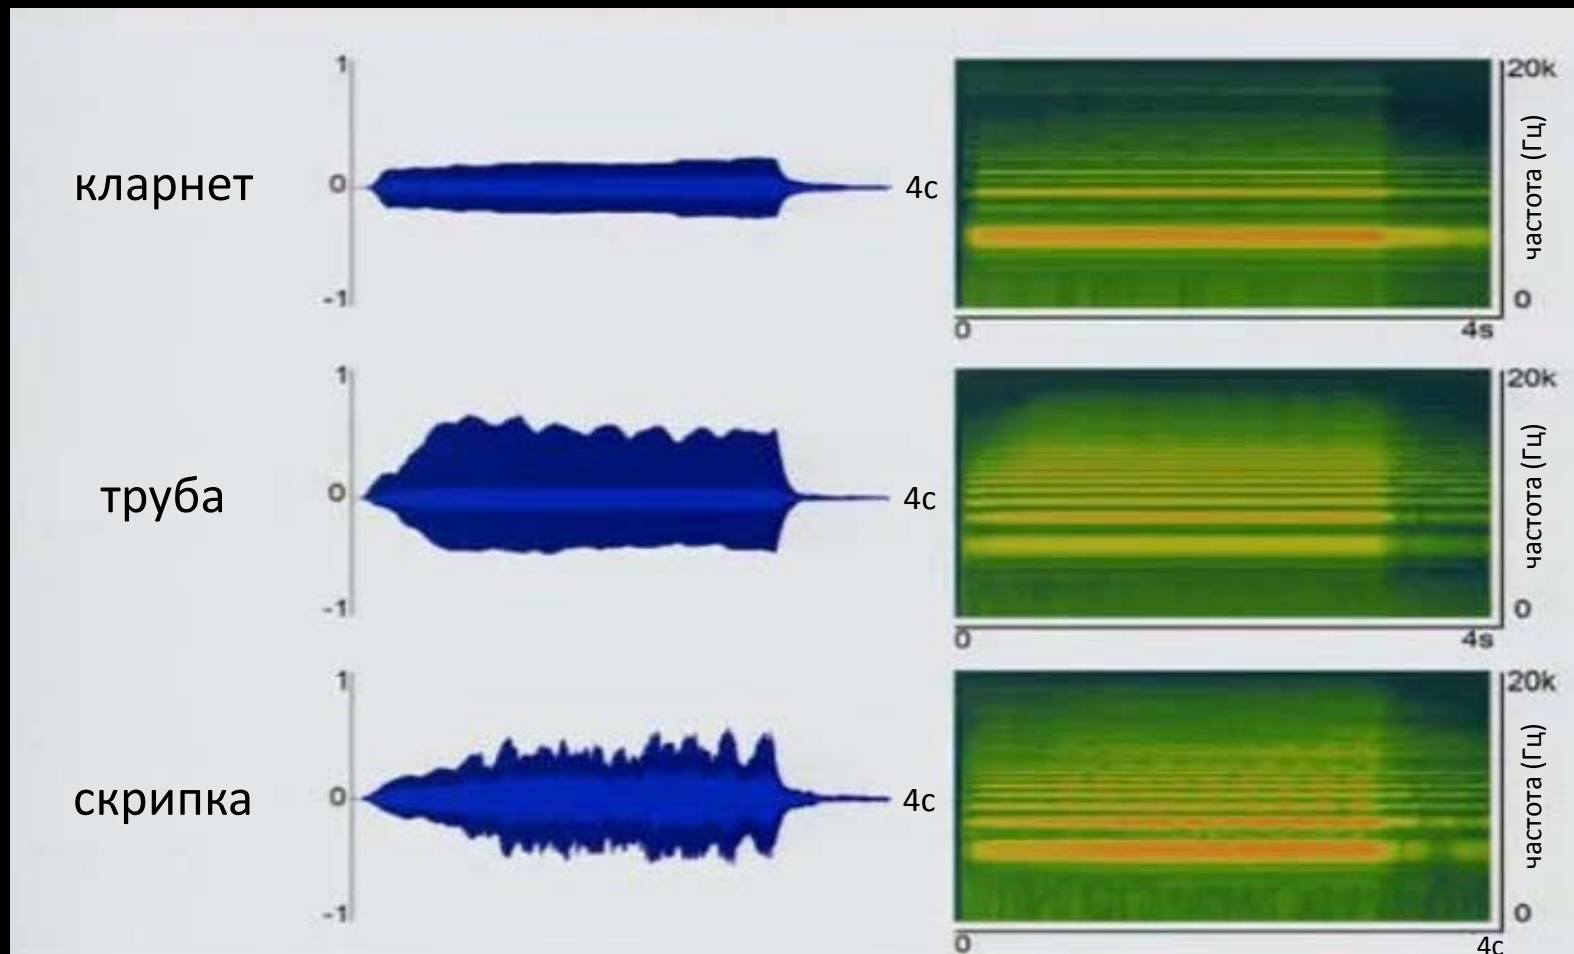 кларнет
1
0
-1
4с
20k
частота (Гц)
0
0
4s
труба
1
0
-1
4с
20k
частота (Гц)
0
0
4s
скрипка
1
0
-1
4с
20k
частота (Гц)
0
0
4с